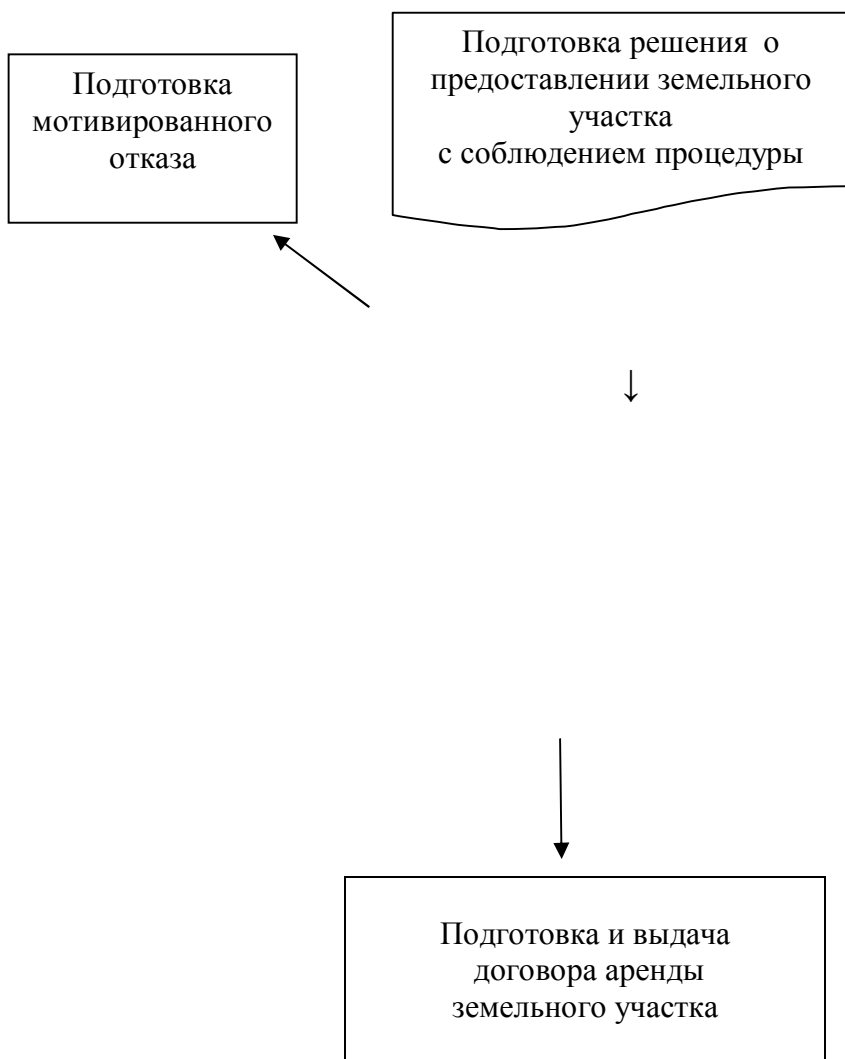 Подготовка
мотивированного
отказа
Подготовка решения о
предоставлении земельного
участка
с соблюдением процедуры
↓
Подготовка и выдача
договора аренды
земельного участка